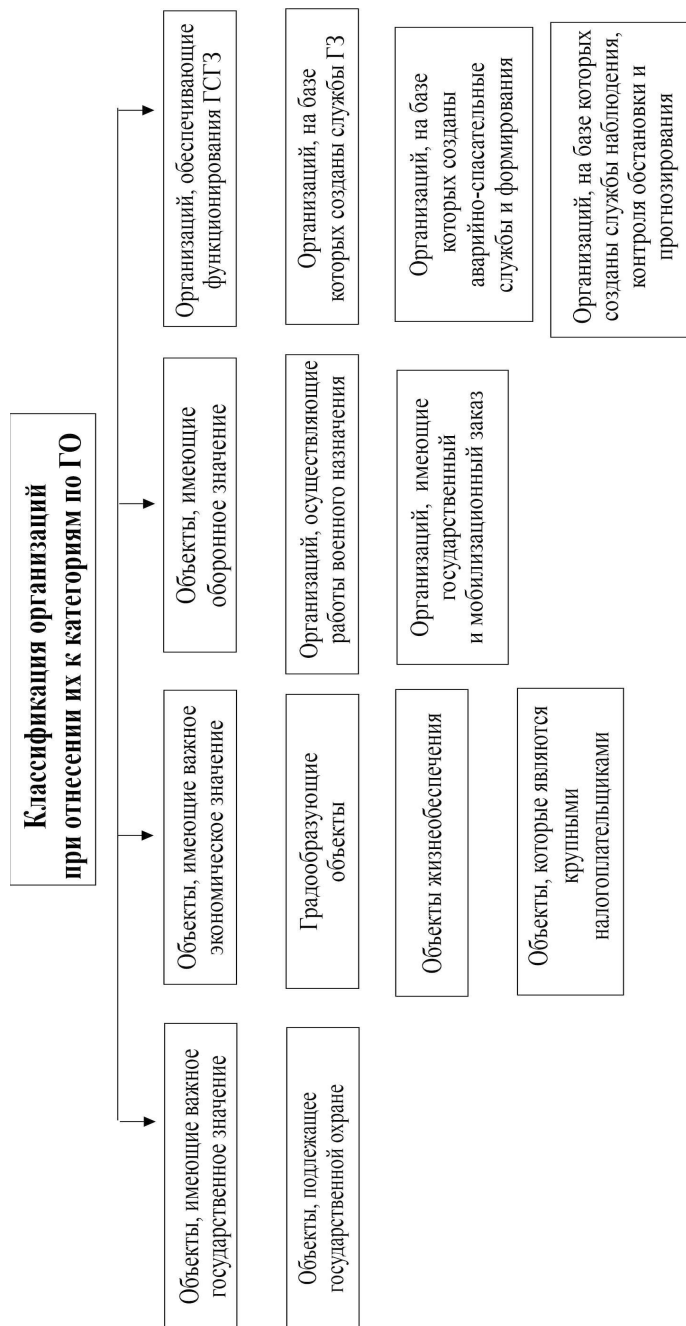 Классификация организаций
при отнесении их к категориям по ГО
Объекты, имеющие важное
государственное значение
Объекты, подлежащее
государственной охране
Объекты, имеющие важное
экономическое значение
Градообразующие
объекты
Объекты жизнеобеспечения
Объекты, которые являются
крупными
налогоплательщиками
Объекты, имеющие
оборонное значение
Организаций, осуществляющие
работы военного назначения
Организаций, имеющие
государственный
и мобилизационный заказ
Организаций, обеспечивающие
функционирования ГСГЗ
Организаций, на базе
которых созданы службы ГЗ
Организаций, на базе
которых созданы
аварийно-спасательные
службы и формирования
Организаций, на базе которых
созданы службы наблюдения,
контроля обстановки и
прогнозирования